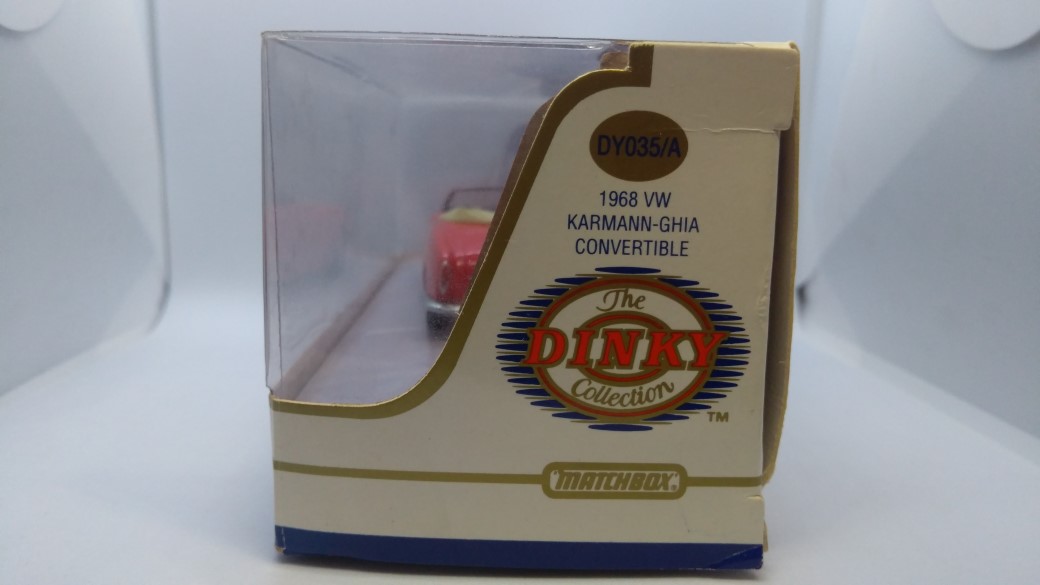 DY035/A
1968 VW
KARMANN-GHIA
CONVERTIBLE
The
DINKY
Collection
TM
"MATCHBOX"®